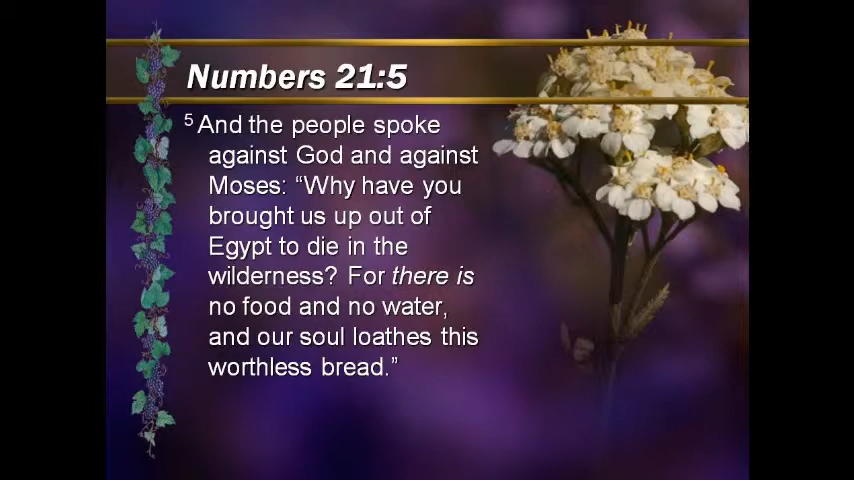 Numbers 21:5
5 And the people spoke
against God and against
Moses: “Why have you
brought us up out of
Egypt to die in the
wilderness? For there is
no food and no water,
and our soul loathes this
worthless bread.”